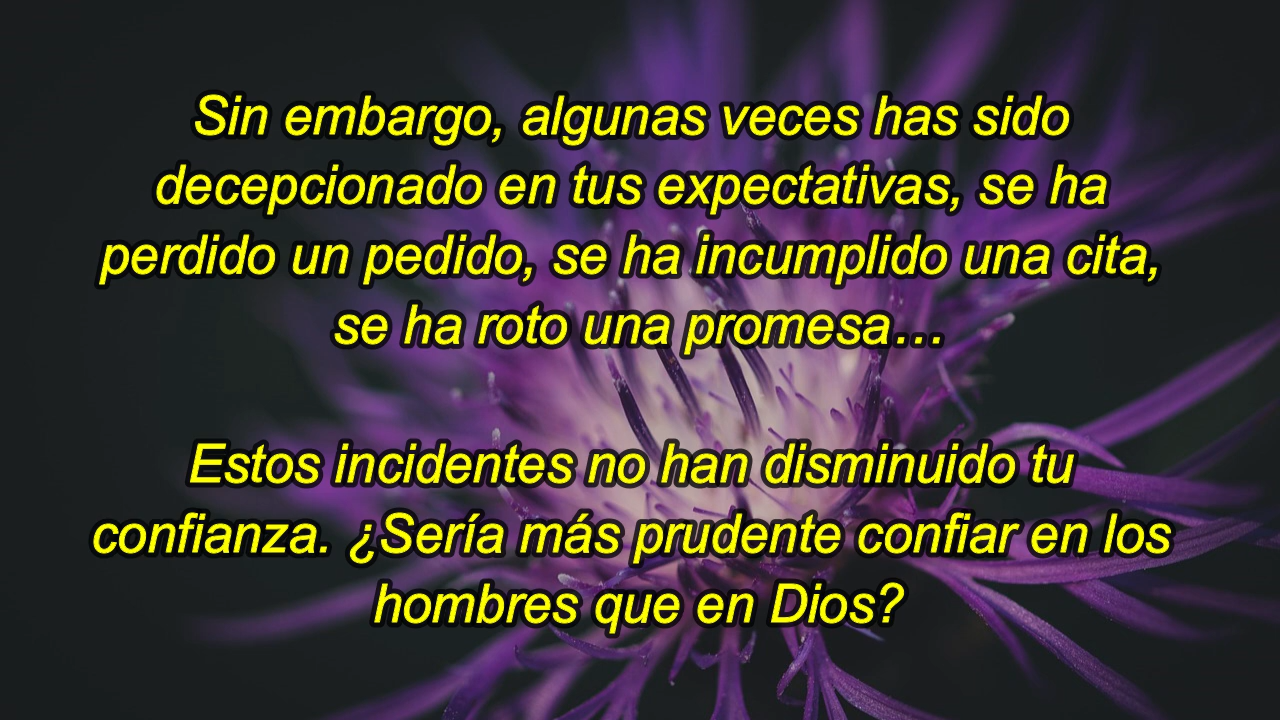 Sin embargo, algunas veces has sido
decepcionado en tus expectativas, se ha
perdido un pedido, se ha incumplido una cita,
se ha roto una promesa…
Estos incidentes no han disminuido tu
confianza. ¿Sería más prudente confiar en los
hombres que en Dios?